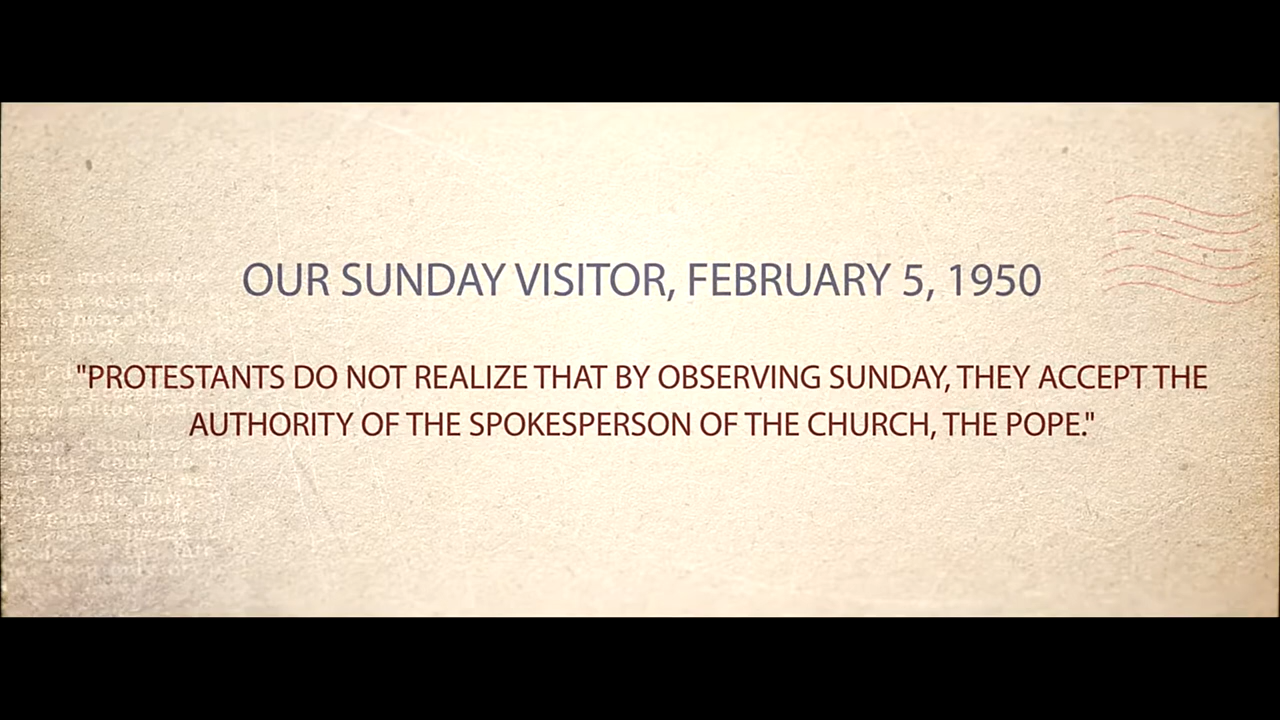 OUR SUNDAY VISITOR, FEBRUARY 5, 1950
"PROTESTANTS DO NOT REALIZE THAT BY OBSERVING SUNDAY, THEY ACCEPT THE
AUTHORITY OF THE SPOKESPERSON OF THE CHURCH, THE POPE."